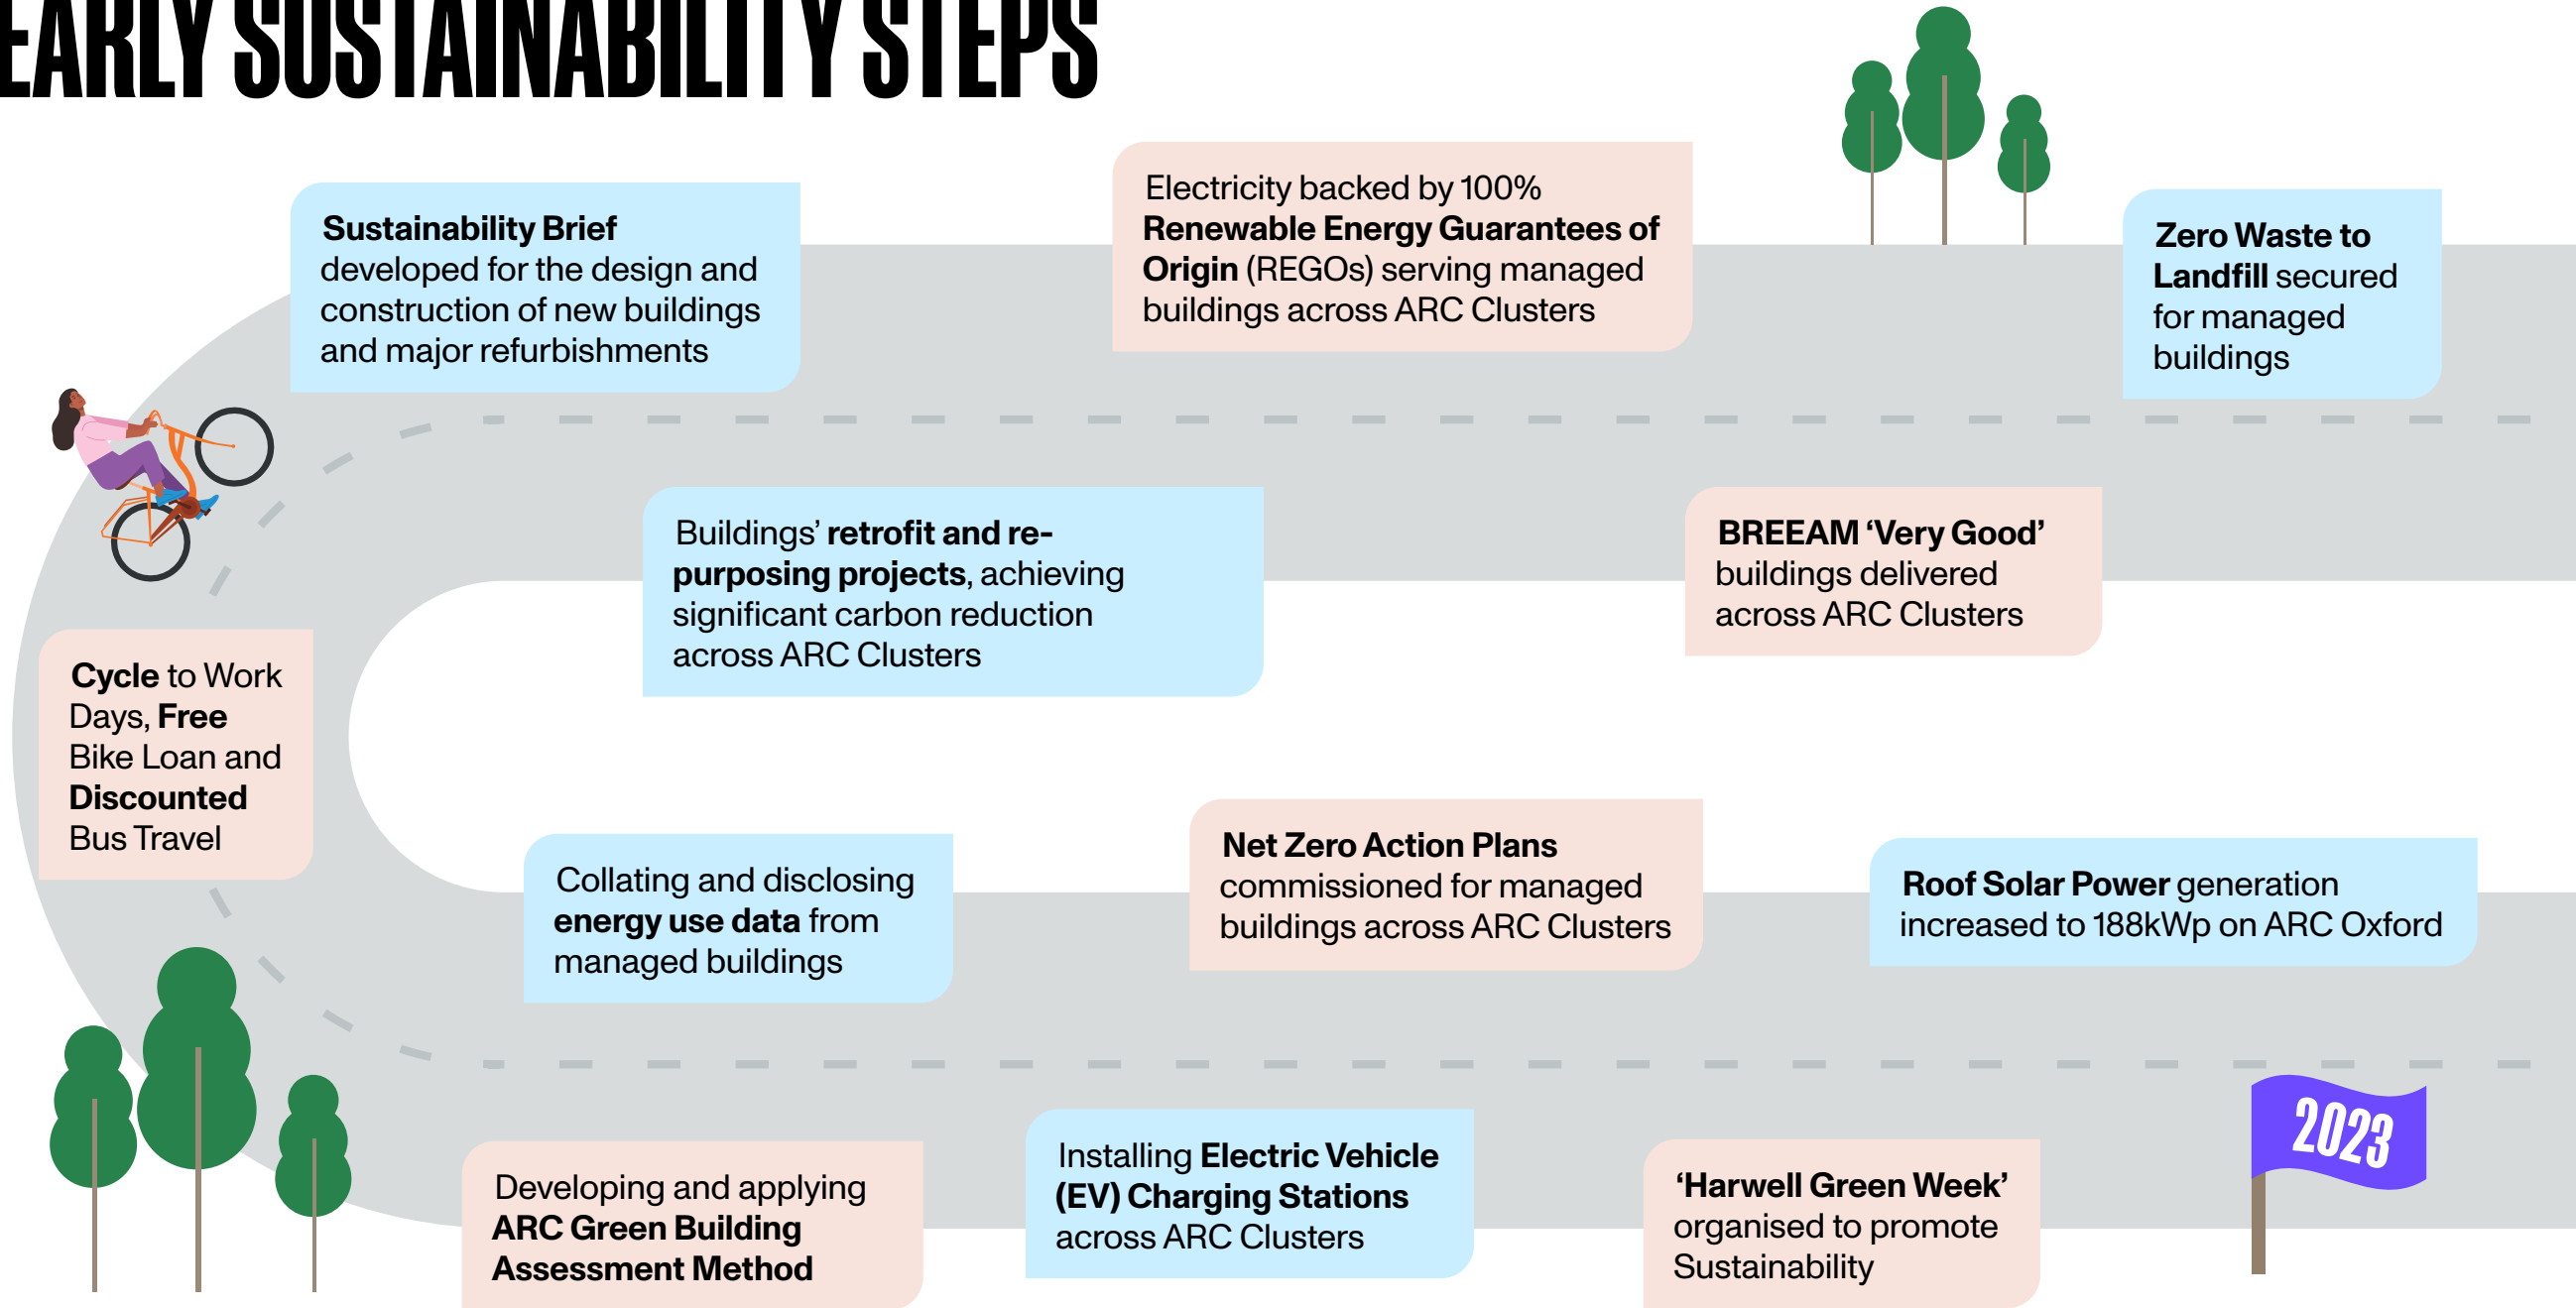 EARLY SUSTAINABILITY STEPS
Sustainability Brief
developed for the design and
construction of new buildings
and major refurbishments
Electricity backed by 100%
Renewable Energy Guarantees of
Origin (REGOs) serving managed
buildings across ARC Clusters
Zero Waste to
Landfill secured
for managed
buildings
Buildings’ retrofit and re-
purposing projects, achieving
significant carbon reduction
across ARC Clusters
BREEAM ‘Very Good’
buildings delivered
across ARC Clusters
Cycle to Work
Days, Free
Bike Loan and
Discounted
Bus Travel
Collating and disclosing
energy use data from
managed buildings
Net Zero Action Plans
commissioned for managed
buildings across ARC Clusters
Roof Solar Power generation
increased to 188kWp on ARC Oxford
Developing and applying
ARC Green Building
Assessment Method
Installing Electric Vehicle
(EV) Charging Stations
across ARC Clusters
‘Harwell Green Week’
organised to promote
Sustainability
2023